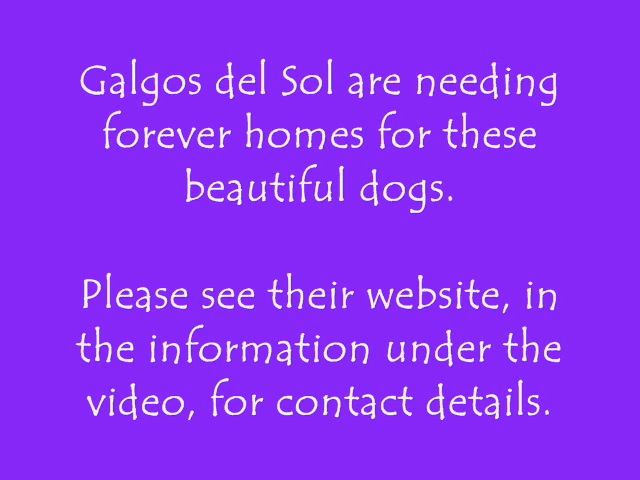 Galgos del Sol are needing
forever homes for these
beautiful dogs.
Please see their website, in
the information under the
video, for contact details.